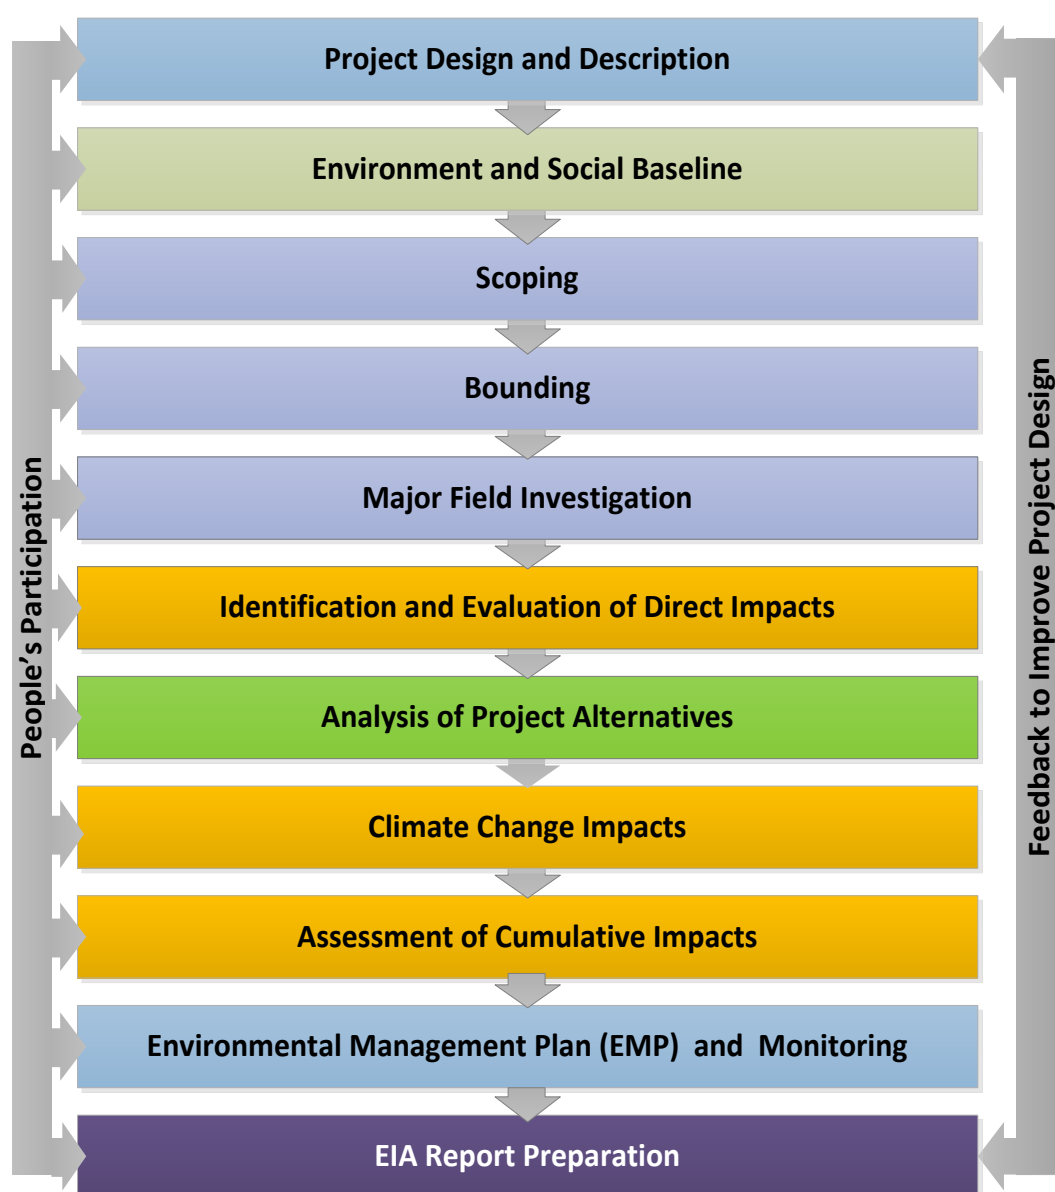 Project Design and Description
Environment and Social Baseline
Scoping
Bounding
Major Field Investigation
Identification and Evaluation of Direct Impacts
Analysis of Project Alternatives
Climate Change Impacts
Assessment of Cumulative Impacts
Environmental Management Plan (EMP)  and  Monitoring
EIA Report Preparation
People’s Participation
Feedback to Improve Project Design